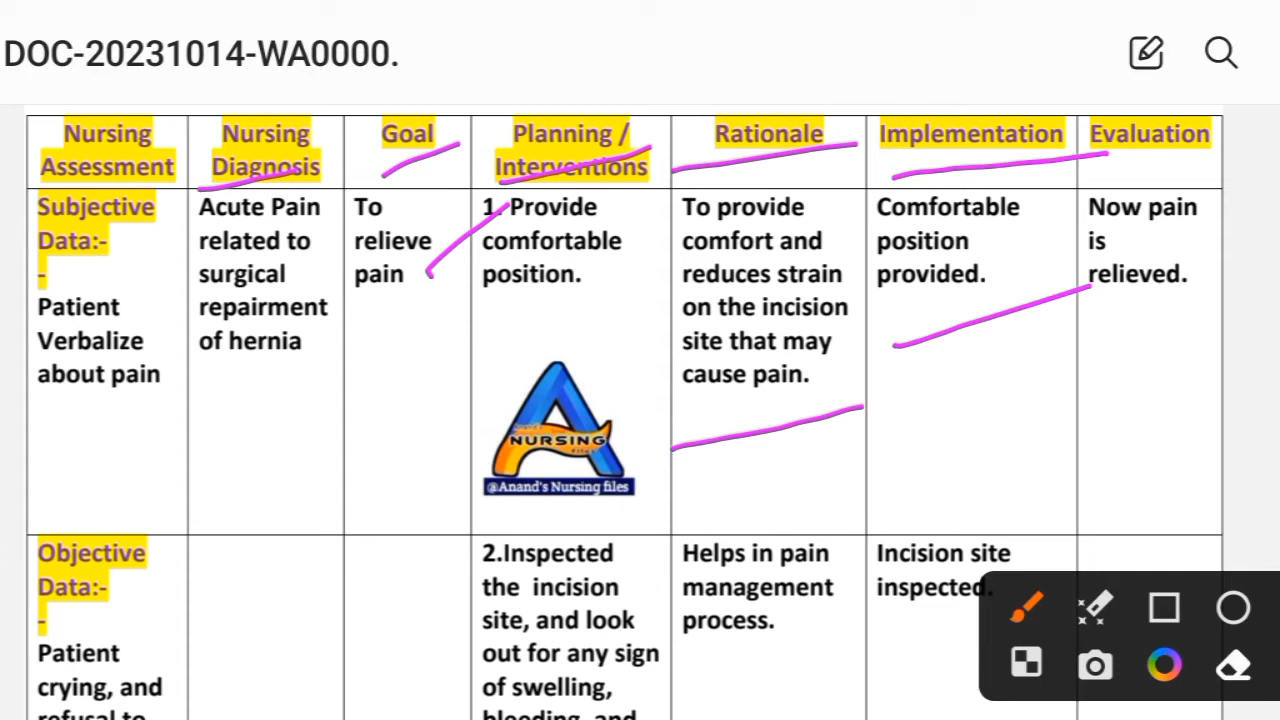 DOC-20231014-WA0000.
Nursing
Assessment
Nursing
Diagnosis
Goal
Planning /
Interventions
Rationale
Implementation
Evaluation
Subjective
Data:-
-
Patient
Verbalize
about pain
Acute Pain
related to
surgical
repairment
of hernia
To
relieve
pain
1. Provide
comfortable
position.
NURSING
@Anand's Nursing files
To provide
comfort and
reduces strain
on the incision
site that may
cause pain.
Comfortable
position
provided.
Now pain
is
relieved.
Objective
Data:-
-
Patient
crying, and
refusal to
2.Inspected
the incision
site, and look
out for any sign
of swelling,
bleeding, and
Helps in pain
management
process.
Incision site
inspected.